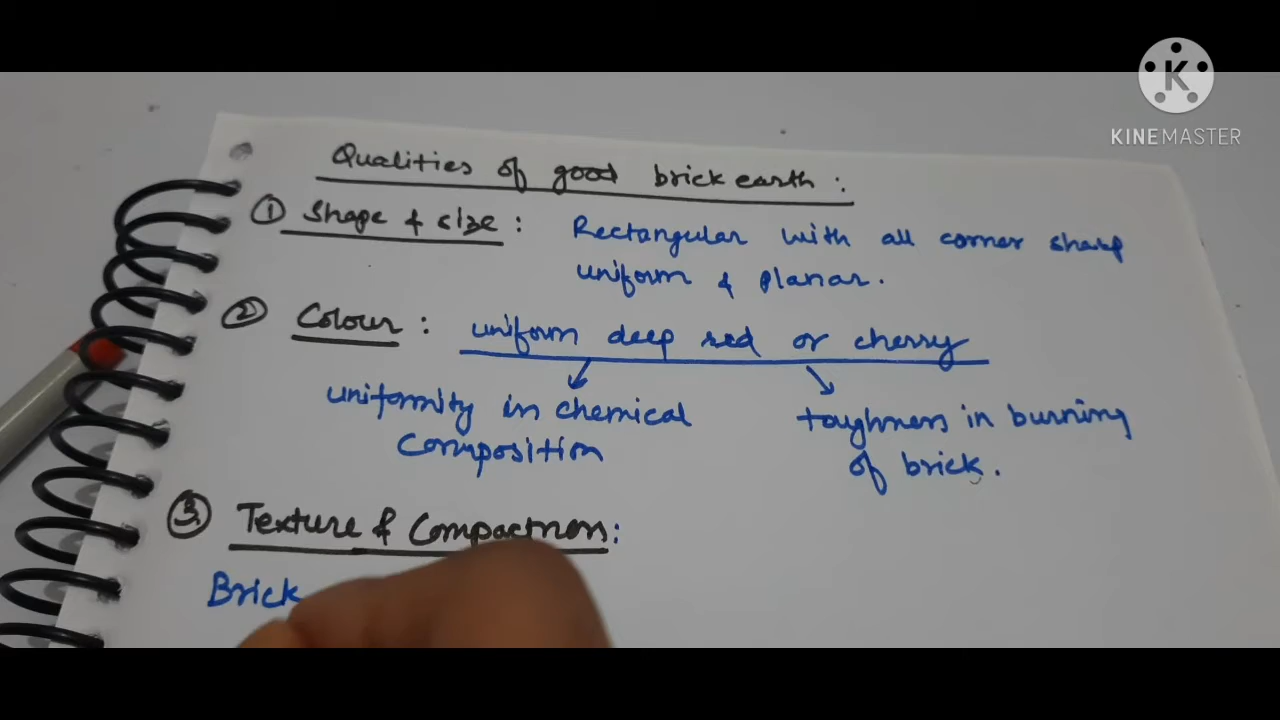 K
KINEMASTER
Qualities of good brick earth :
① Shape & size : Rectangular with all corner sharp
uniform & planar.
② Colour : uniform deep red or cherry
uniformity in chemical
composition
toughness in burning
of brick.
③ Texture & Compactness:
Brick